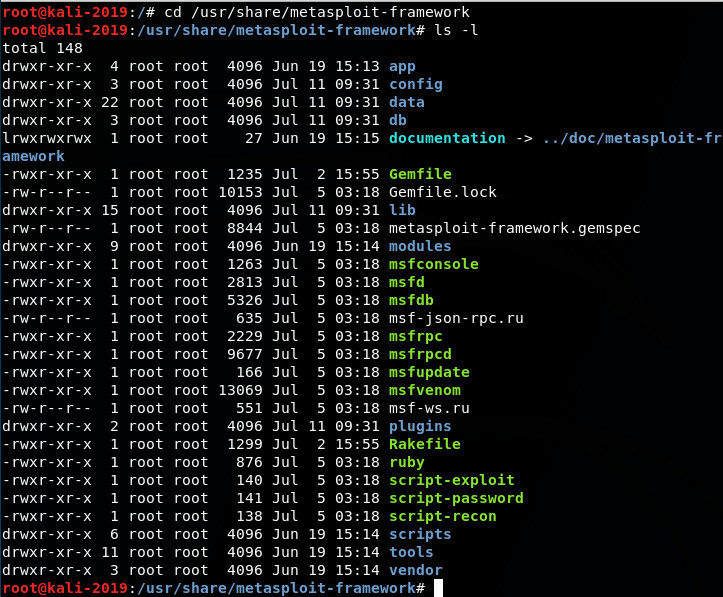 root@kali-2019:/# cd /usr/share/metasploit-framework
root@kali-2019:/usr/share/metasploit-framework# ls -l
total 148
drwxr-xr-x  4 root root  4096 Jun 19 15:13 app
drwxr-xr-x  3 root root  4096 Jul 11 09:31 config
drwxr-xr-x 22 root root  4096 Jul 11 09:31 data
drwxr-xr-x  3 root root  4096 Jul 11 09:31 db
lrwxrwxrwx  1 root root    27 Jun 19 15:15 documentation -> ../doc/metasploit-fr
amework
-rwxr-xr-x  1 root root  1235 Jul  2 15:55 Gemfile
-rw-r--r--  1 root root 10153 Jul  5 03:18 Gemfile.lock
drwxr-xr-x 15 root root  4096 Jul 11 09:31 lib
-rw-r--r--  1 root root  8844 Jul  5 03:18 metasploit-framework.gemspec
drwxr-xr-x  9 root root  4096 Jun 19 15:14 modules
-rwxr-xr-x  1 root root  1263 Jul  5 03:18 msfconsole
-rwxr-xr-x  1 root root  2813 Jul  5 03:18 msfd
-rwxr-xr-x  1 root root  5326 Jul  5 03:18 msfdb
-rw-r--r--  1 root root   635 Jul  5 03:18 msf-json-rpc.ru
-rwxr-xr-x  1 root root  2229 Jul  5 03:18 msfrpc
-rwxr-xr-x  1 root root  9677 Jul  5 03:18 msfrpcd
-rwxr-xr-x  1 root root   166 Jul  5 03:18 msfupdate
-rwxr-xr-x  1 root root 13069 Jul  5 03:18 msfvenom
-rw-r--r--  1 root root   551 Jul  5 03:18 msf-ws.ru
drwxr-xr-x  2 root root  4096 Jul 11 09:31 plugins
-rwxr-xr-x  1 root root  1299 Jul  2 15:55 Rakefile
-rwxr-xr-x  1 root root   876 Jul  5 03:18 ruby
-rwxr-xr-x  1 root root   140 Jul  5 03:18 script-exploit
-rwxr-xr-x  1 root root   141 Jul  5 03:18 script-password
-rwxr-xr-x  1 root root   138 Jul  5 03:18 script-recon
drwxr-xr-x  6 root root  4096 Jun 19 15:14 scripts
drwxr-xr-x 11 root root  4096 Jun 19 15:14 tools
drwxr-xr-x  3 root root  4096 Jun 19 15:14 vendor
root@kali-2019:/usr/share/metasploit-framework#